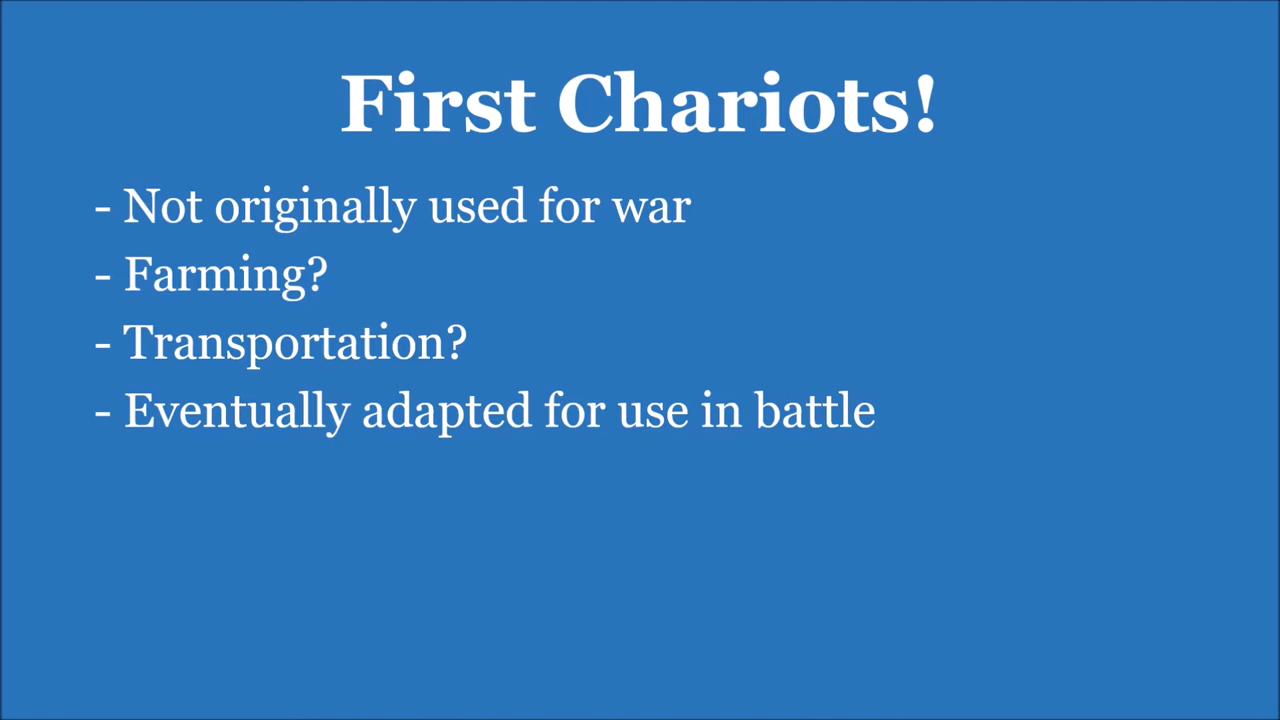 First Chariots!
- Not originally used for war
- Farming?
- Transportation?
- Eventually adapted for use in battle